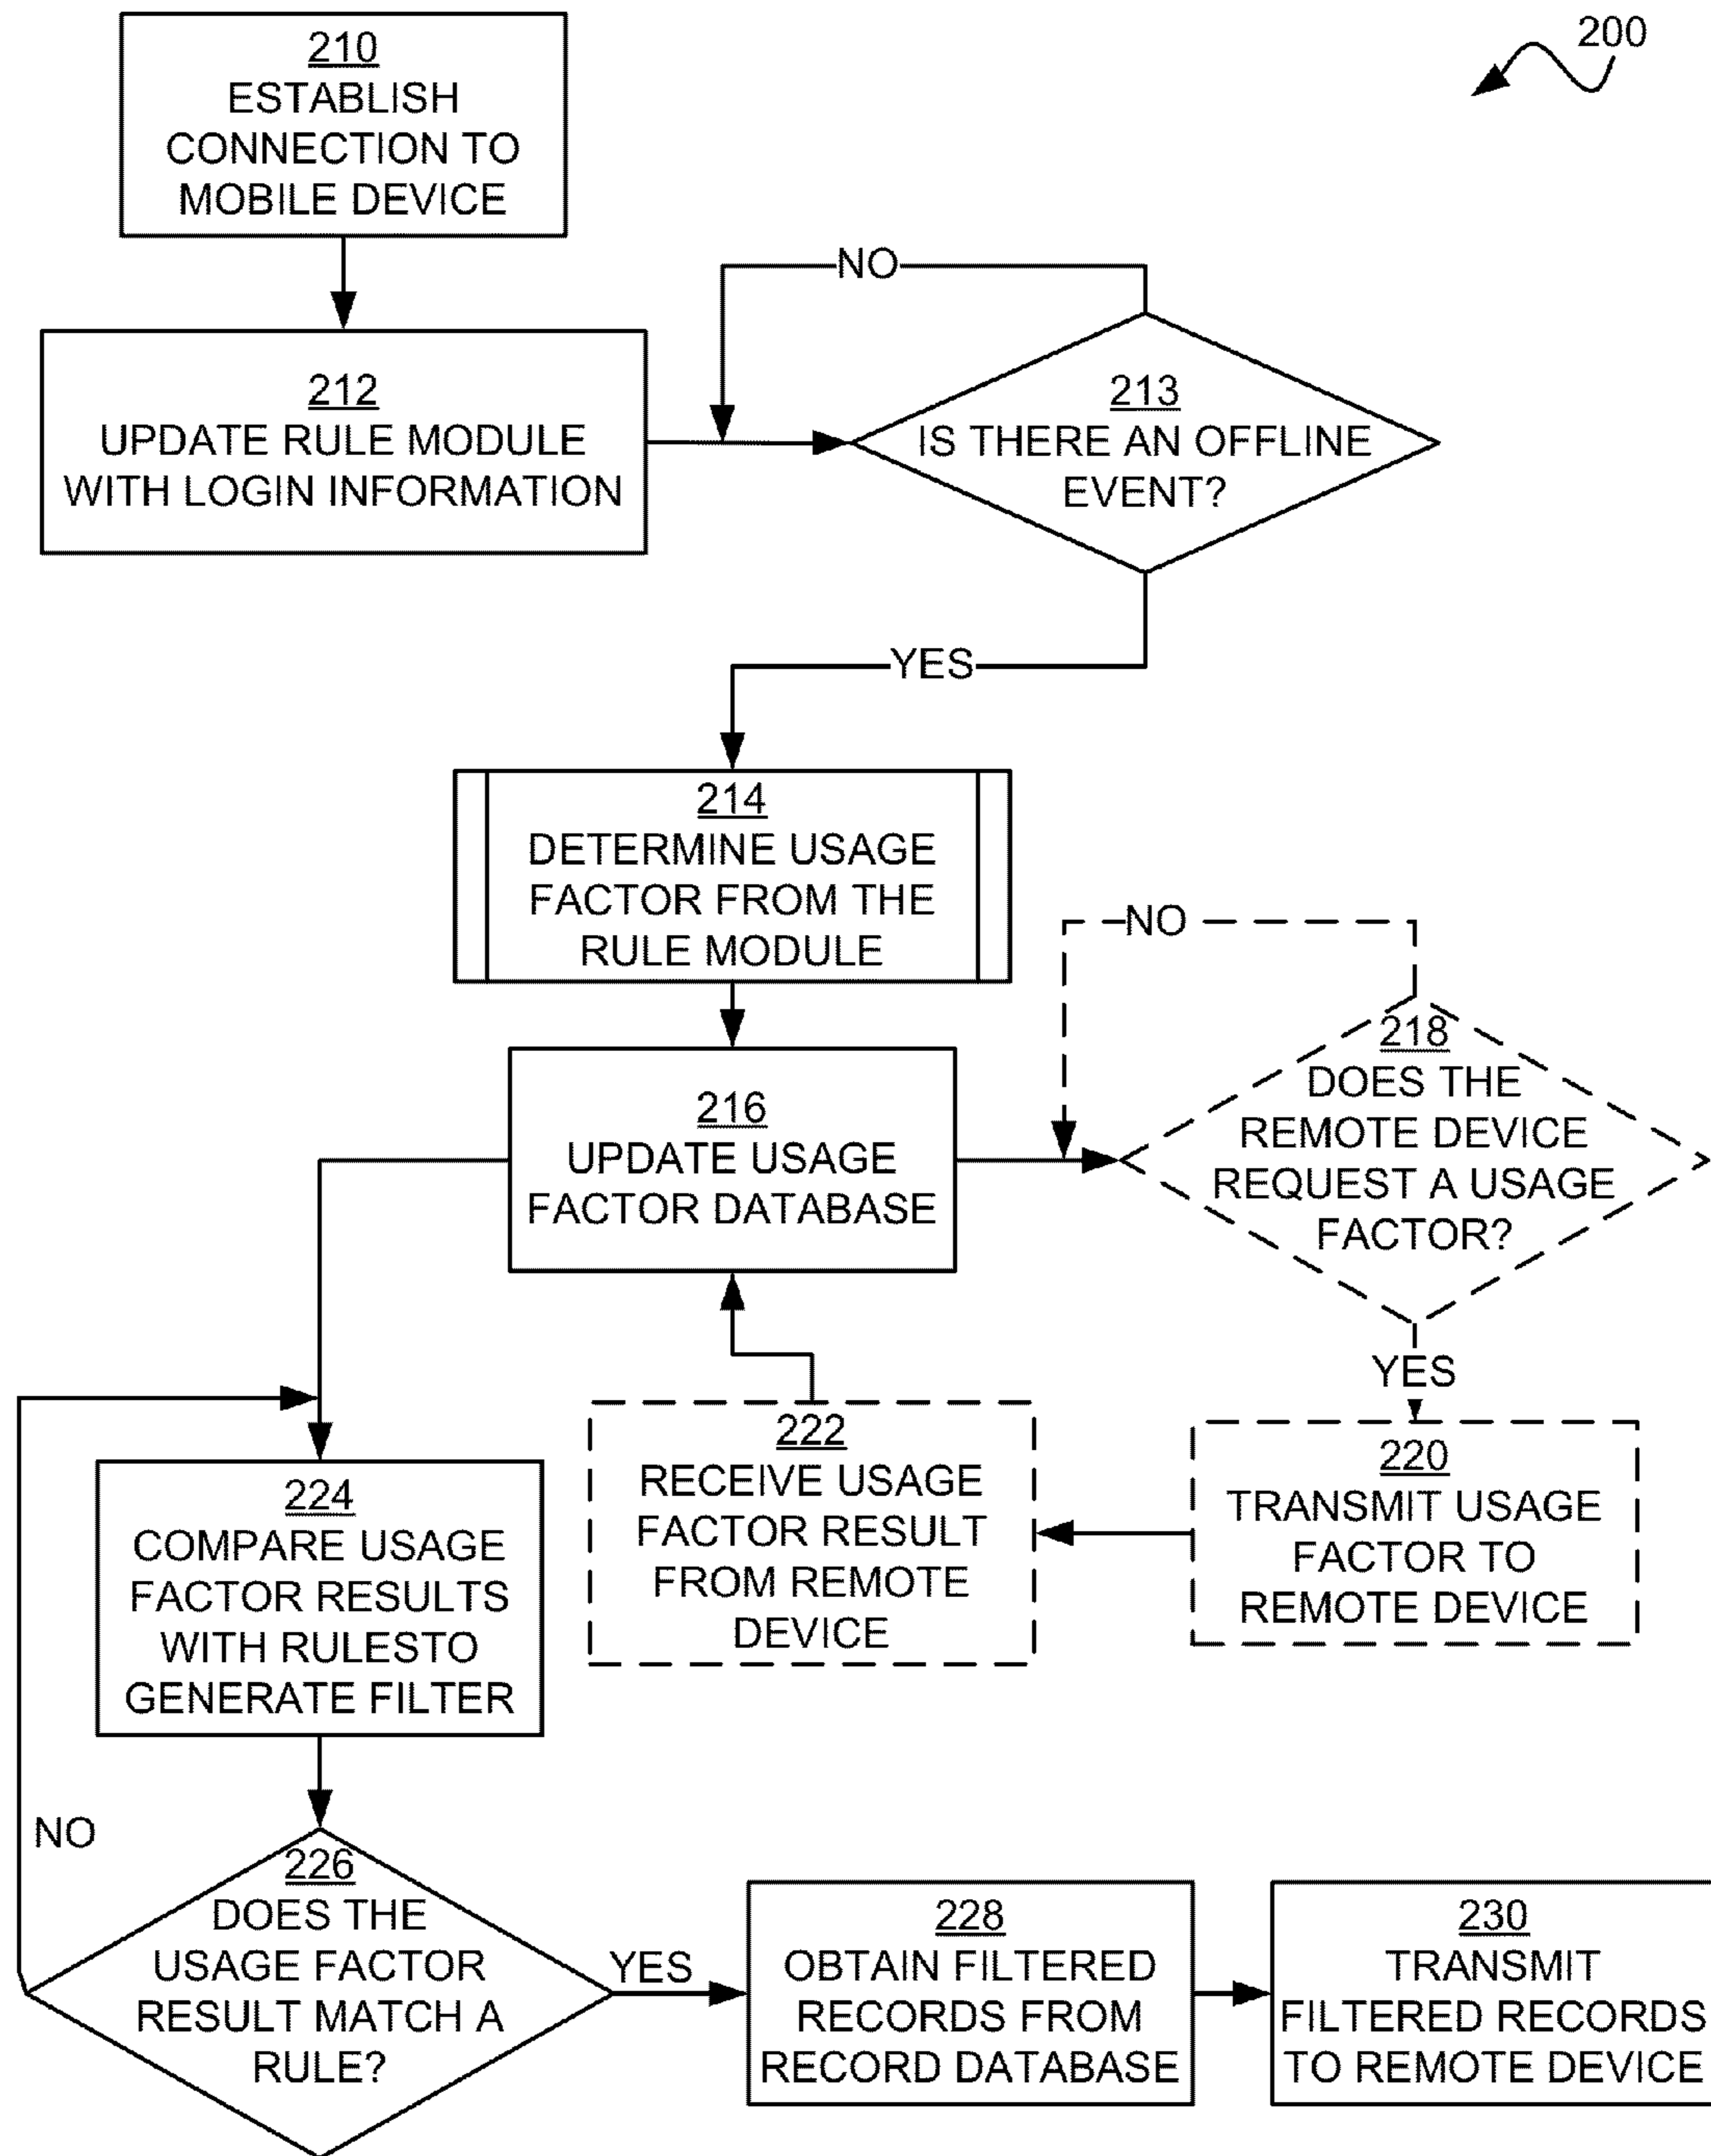 200
210
ESTABLISH
CONNECTION TO
MOBILE DEVICE
NO
212
UPDATE RULE MODULE
WITH LOGIN INFORMATION
213
IS THERE AN OFFLINE
EVENT?
YES
214
DETERMINE USAGE
FACTOR FROM THE
RULE MODULE
NO
216
UPDATE USAGE
FACTOR DATABASE
218
DOES THE
REMOTE DEVICE
REQUEST A USAGE
FACTOR?
YES
220
TRANSMIT USAGE
FACTOR TO
REMOTE DEVICE
222
RECEIVE USAGE
FACTOR RESULT
FROM REMOTE
DEVICE
224
COMPARE USAGE
FACTOR RESULTS
WITH RULESTO
GENERATE FILTER
NO
226
DOES THE
USAGE FACTOR
RESULT MATCH A
RULE?
YES
228
OBTAIN FILTERED
RECORDS FROM
RECORD DATABASE
230
TRANSMIT
FILTERED RECORDS
TO REMOTE DEVICE